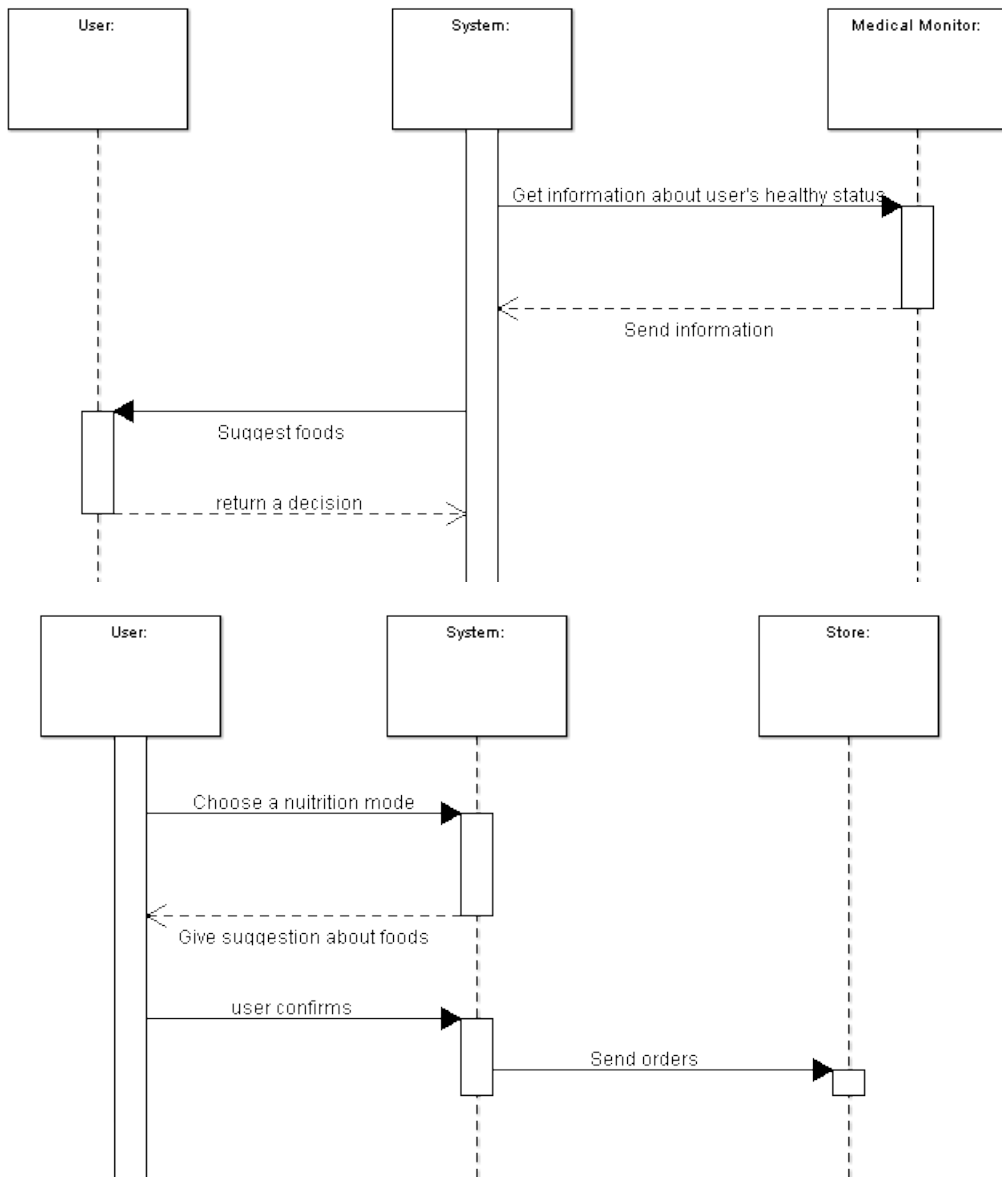 User:
System:
Medical Monitor:
Get information about user's healthy status
Send information
Suggest foods
return a decision
User:
System:
Store:
Choose a nuitrition mode
Give suggestion about foods
user confirms
Send orders